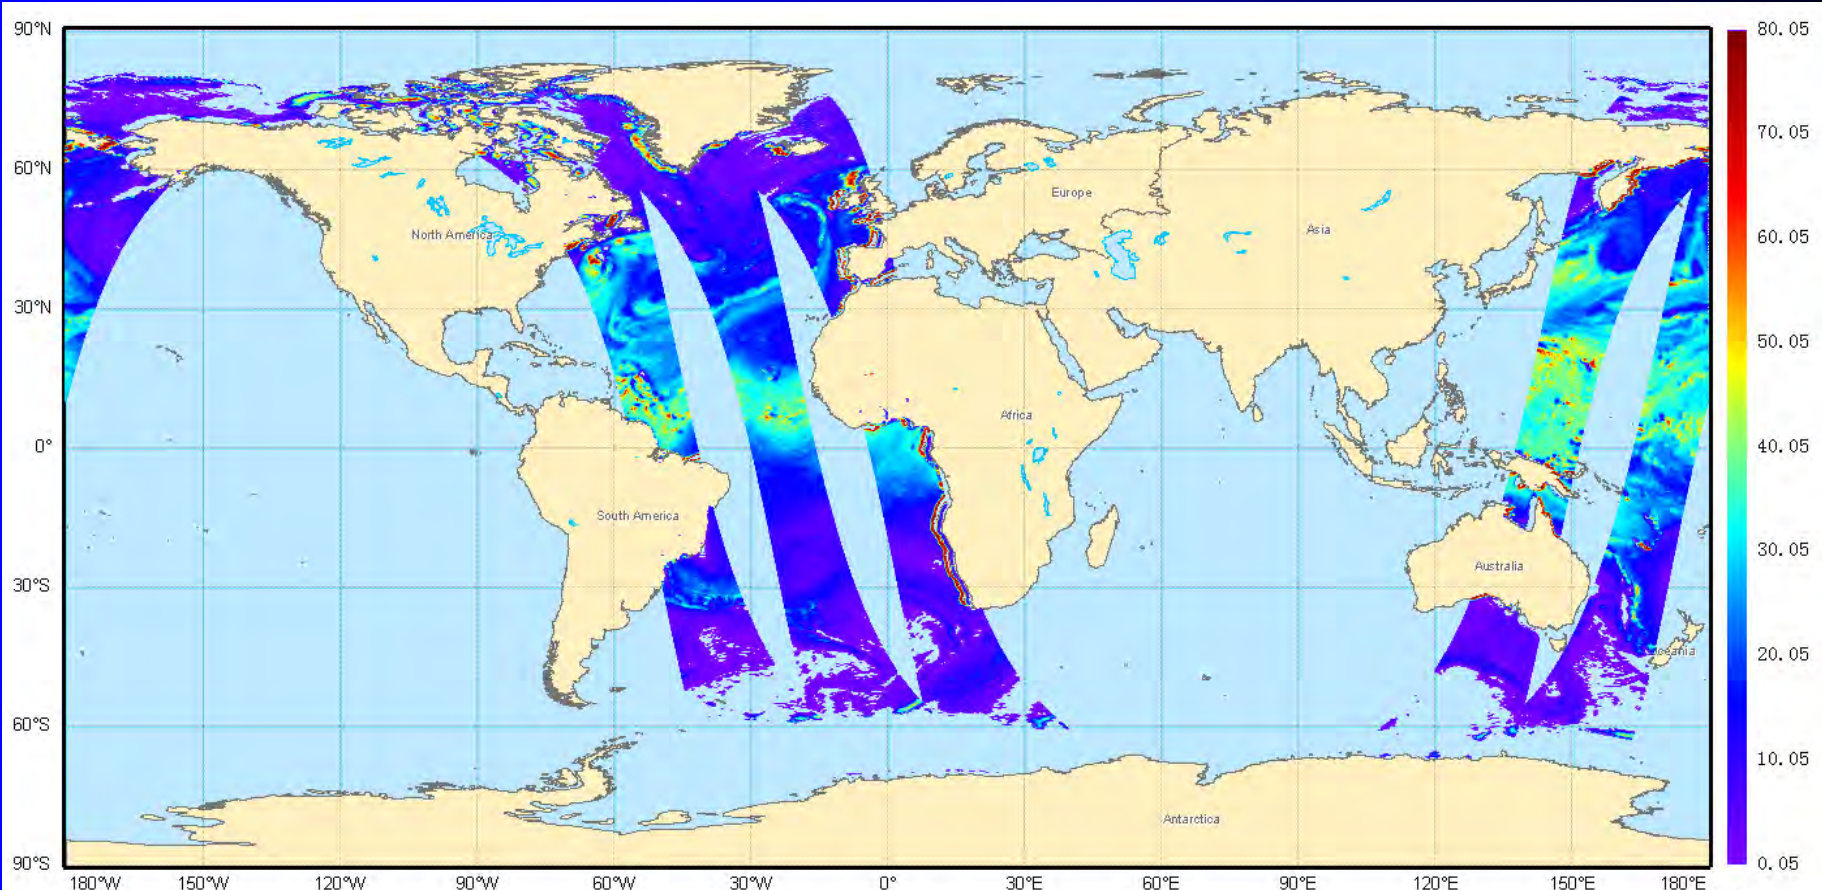 90°N
80.05
70.05
60°N
Europe
60.05
North America
Asia
30°N
50.05
Africa
0°
40.05
South America
30.05
Australia
30°S
20.05
Oceania
60°S
10.05
Antarctica
90°S
0.05
180°W 150°W 120°W 90°W 60°W 30°W 0° 30°E 60°E 90°E 120°E 150°E 180°E